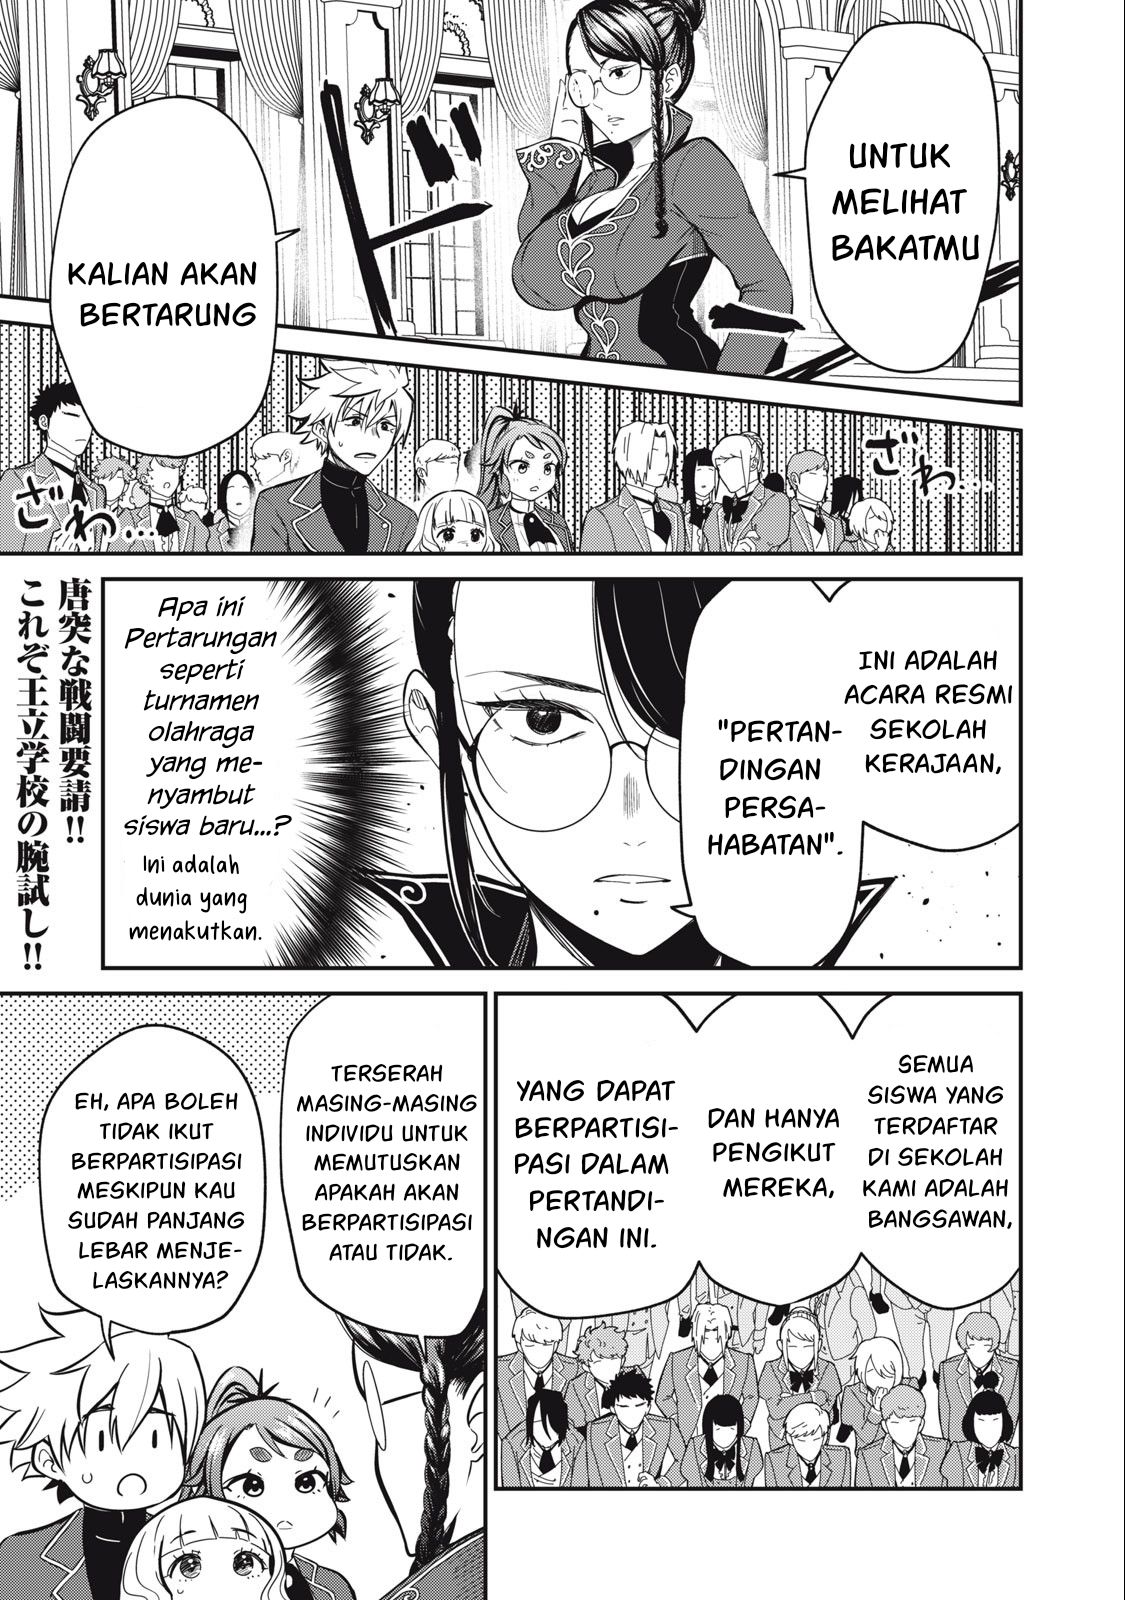 UNTUK
MELIHAT
BAKATMU
KALIAN AKAN
BERTARUNG
ド
ざわ…
ざわ…
INI ADALAH
ACARA RESMI
SEKOLAH
KERAJAAN,
"PERTAN-
DINGAN
PERSA-
HABATAN".
Apa ini
Pertarungan
seperti
turnamen
olahraga
yang me-
nyambut
siswa baru...?
Ini adalah
dunia yang
menakutkan.
唐突な戦闘要請!!
これぞ王立学校の腕試し!!
SEMUA
SISWA YANG
TERDAFTAR
DI SEKOLAH
KAMI ADALAH
BANGSAWAN,
DAN HANYA
PENGIKUT
MEREKA,
YANG DAPAT
BERPARTISI-
PASI DALAM
PERTANDI-
NGAN INI.
TERSERAH
MASING-MASING
INDIVIDU UNTUK
MEMUTUSKAN
APAKAH AKAN
BERPARTISIPASI
ATAU TIDAK.
EH, APA BOLEH
TIDAK IKUT
BERPARTISIPASI
MESKIPUN KAU
SUDAH PANJANG
LEBAR MENJE-
LASKANNYA?